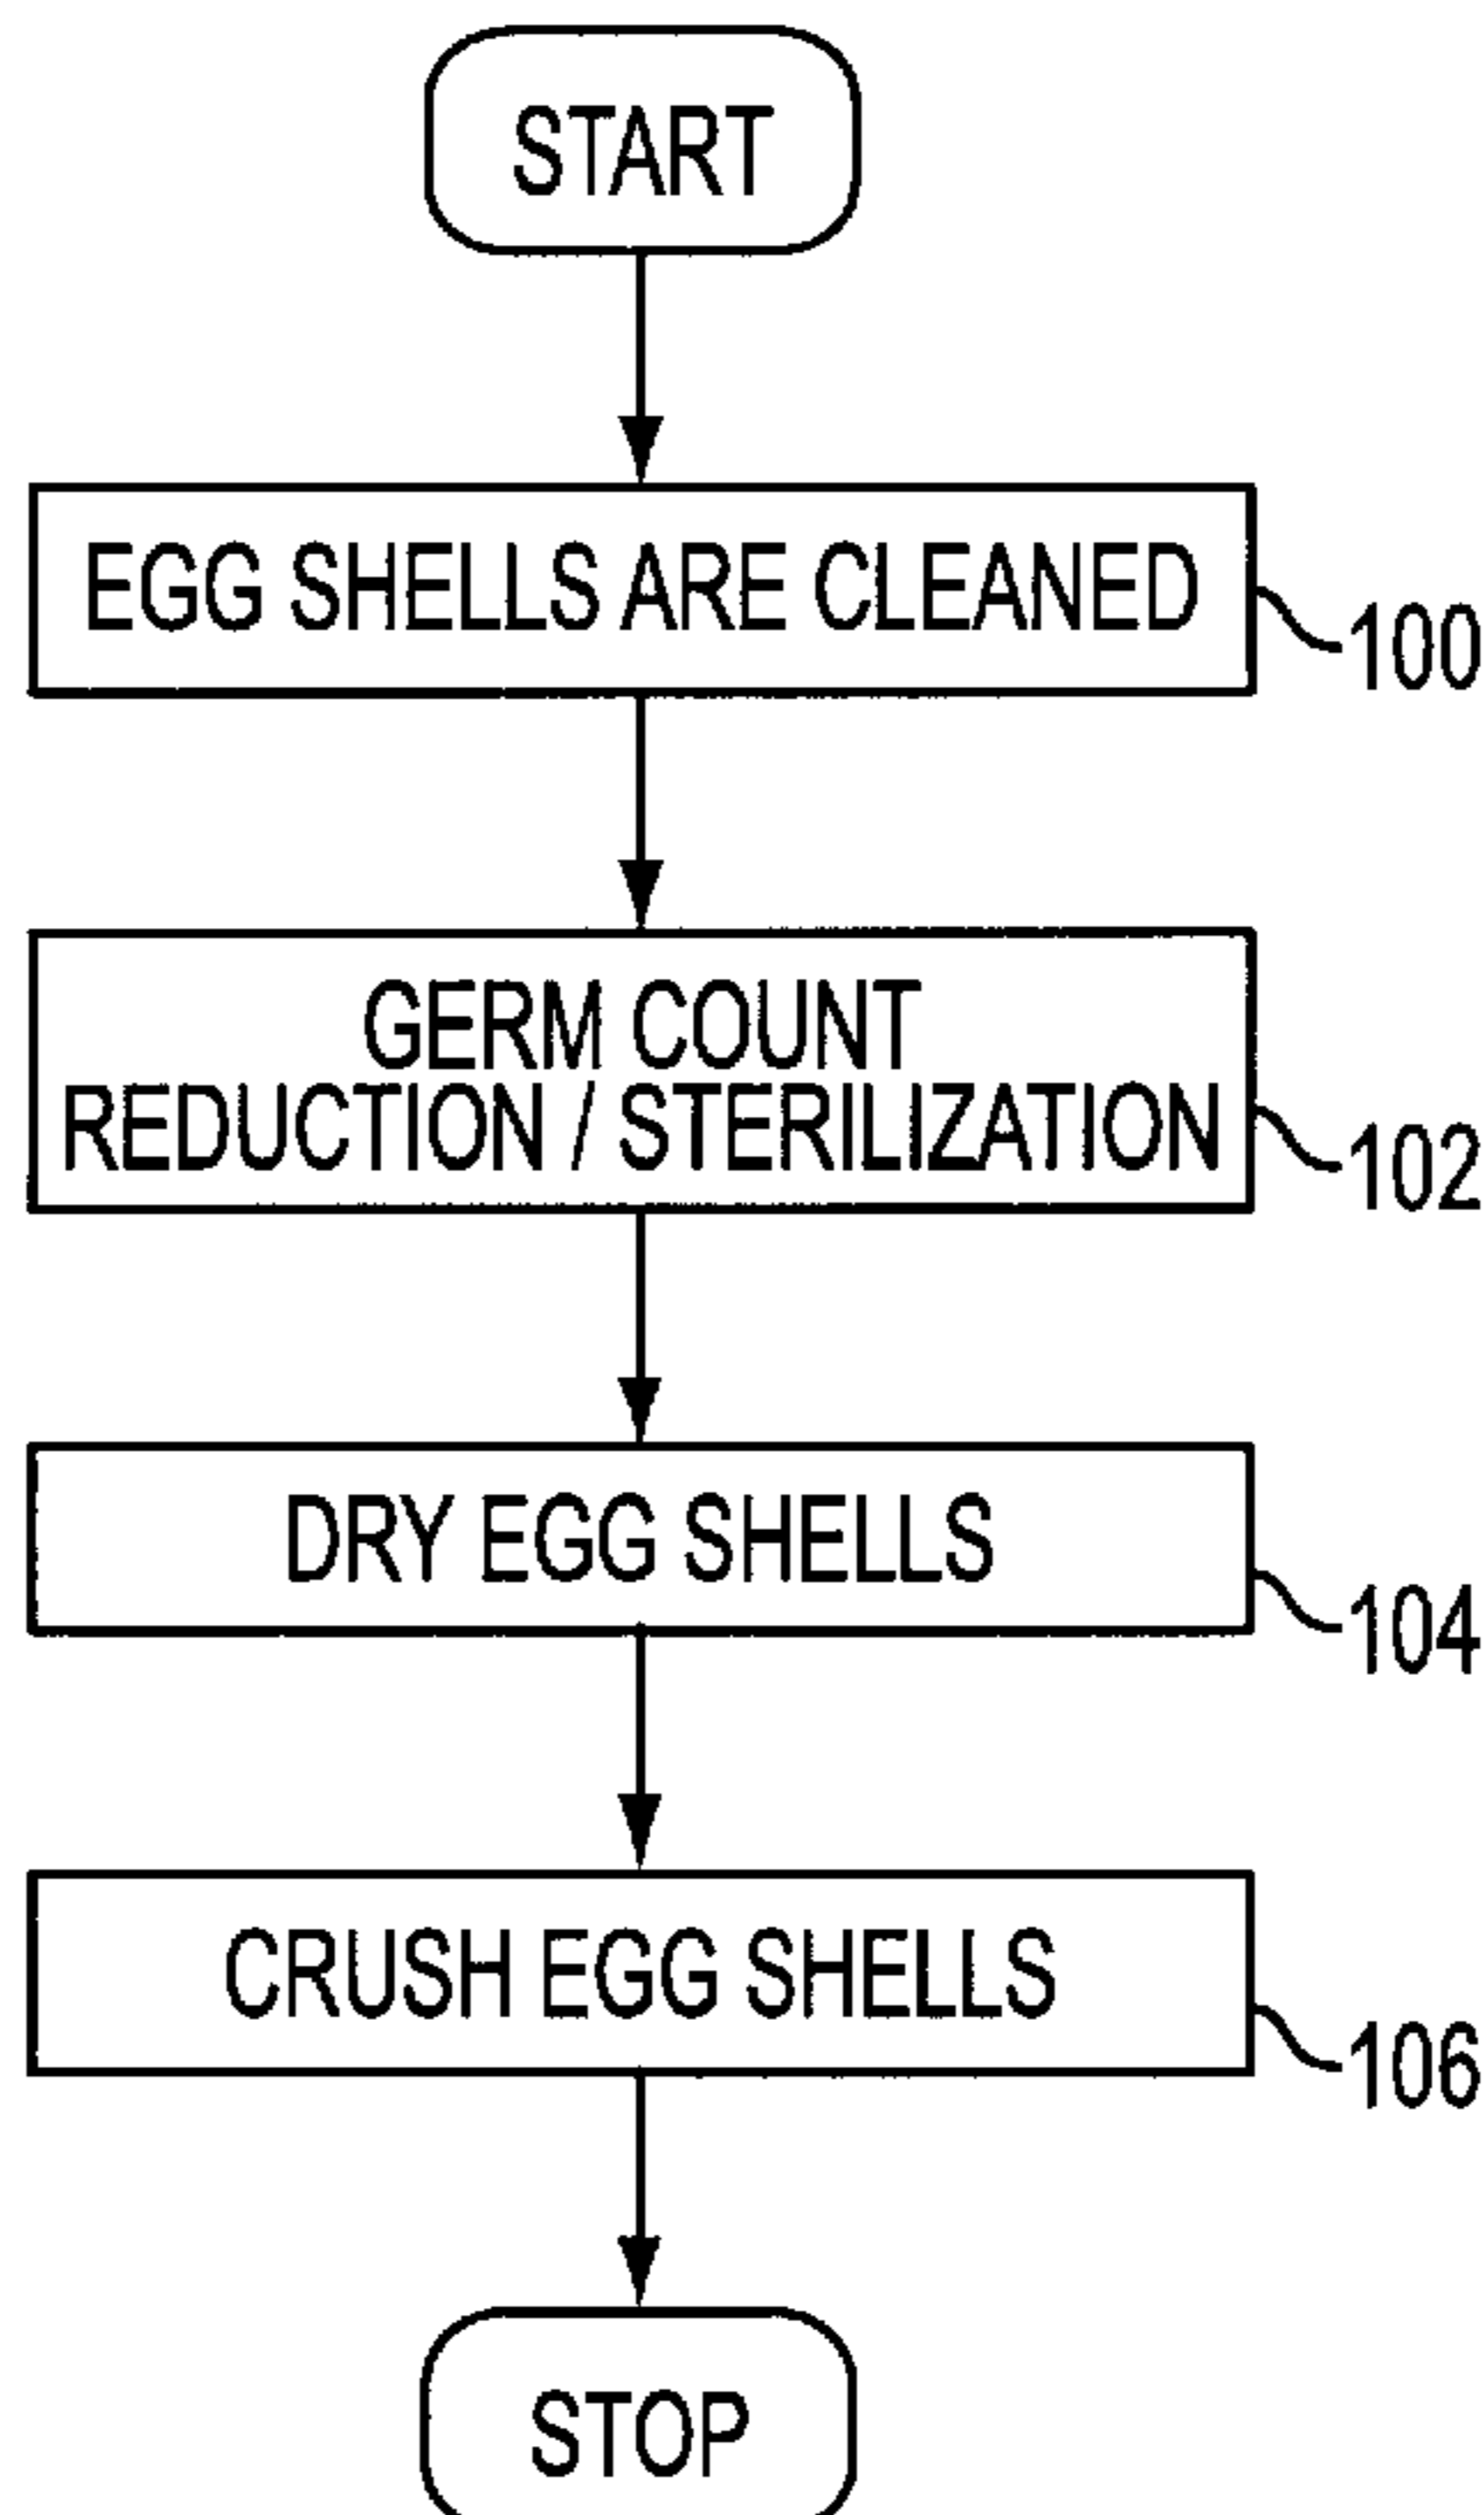 START
EGG SHELLS ARE CLEANED
100
GERM COUNT
REDUCTION / STERILIZATION
102
DRY EGG SHELLS
104
CRUSH EGG SHELLS
106
STOP